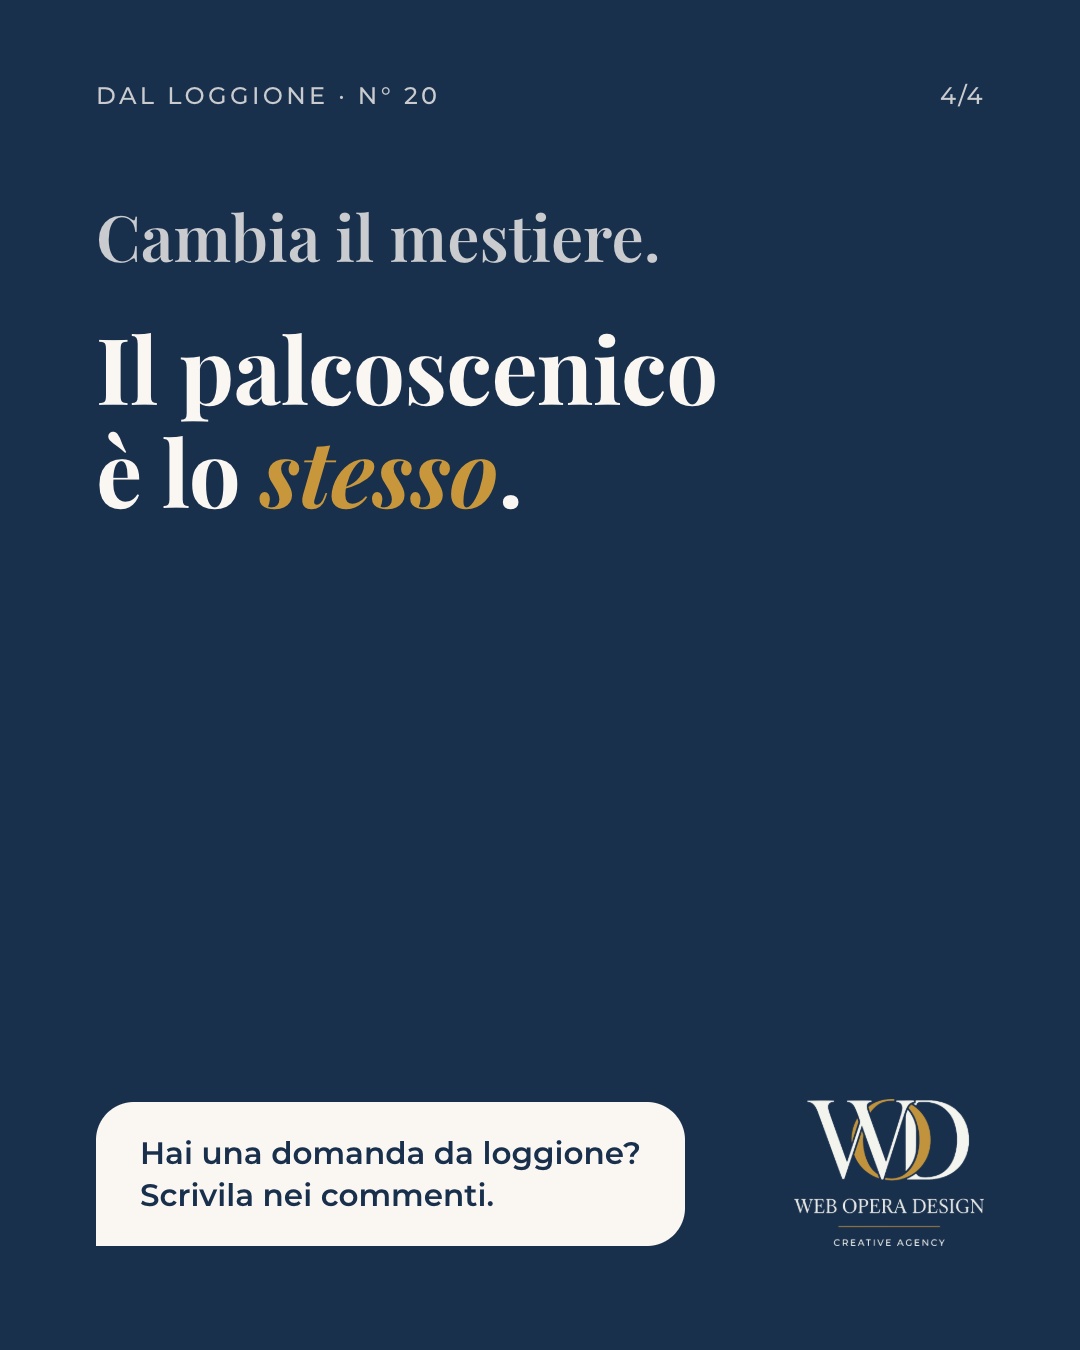 DAL LOGGIONE · N° 20
4/4
Cambia il mestiere.
Il palcoscenico
è lo stesso.
Hai una domanda da loggione?
Scrivila nei commenti.
WOD
WEB OPERA DESIGN
CREATIVE AGENCY